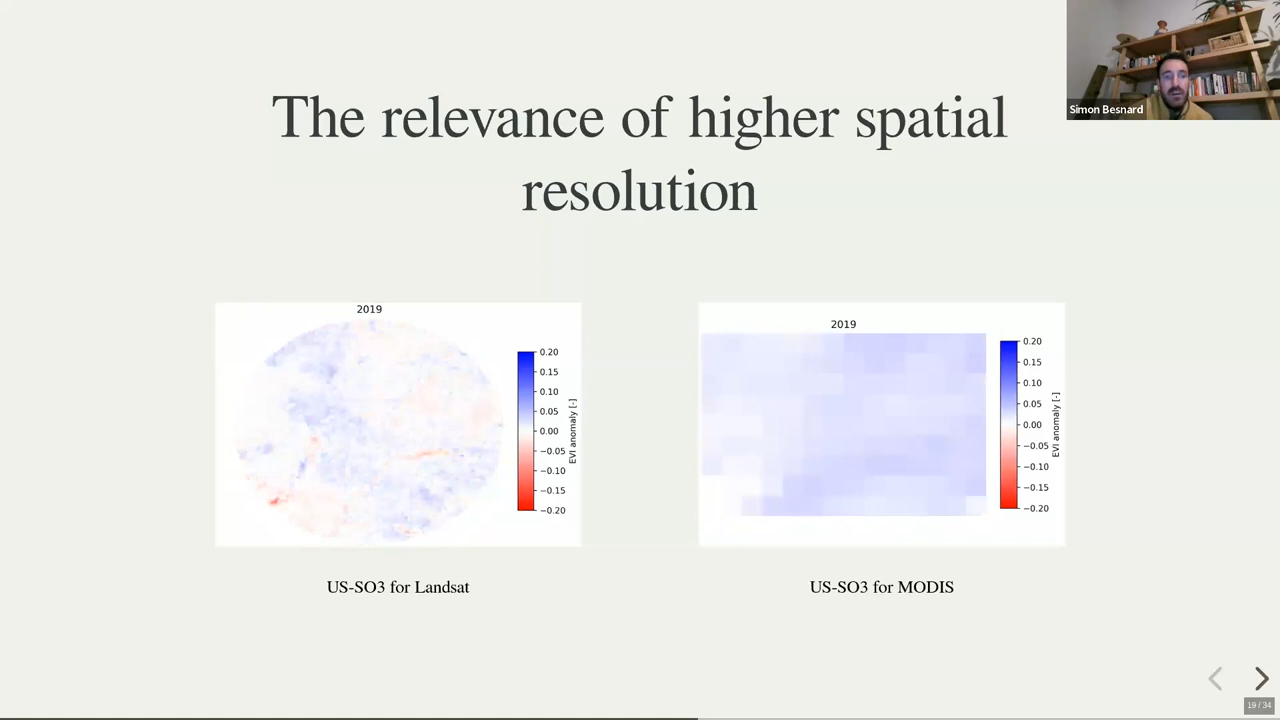 Simon Besnard
The relevance of higher spatial
resolution
2019
0.20
0.15
0.10
0.05
0.00
−0.05
−0.10
−0.15
−0.20
EVI anomaly [-]
US-SO3 for Landsat
2019
0.20
0.15
0.10
0.05
0.00
−0.05
−0.10
−0.15
−0.20
EVI anomaly [-]
US-SO3 for MODIS
19 / 34